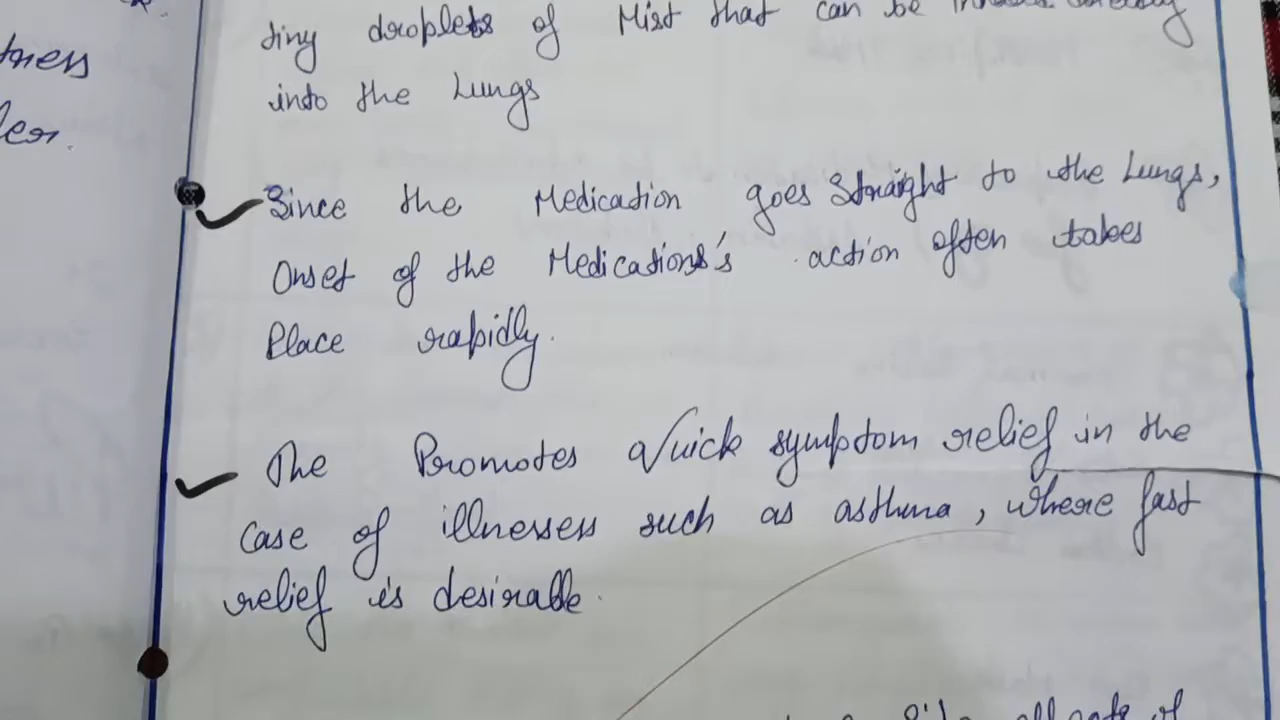 tness
tiny droplets of Mist that can be
into the Lungs
Since the Medication goes Straight to the Lungs,
Onset of the Medications's action often takes
Place rapidly.
The Promotes Quick symptom relief in the
case of illnesses such as asthma, where fast
relief is desirable.